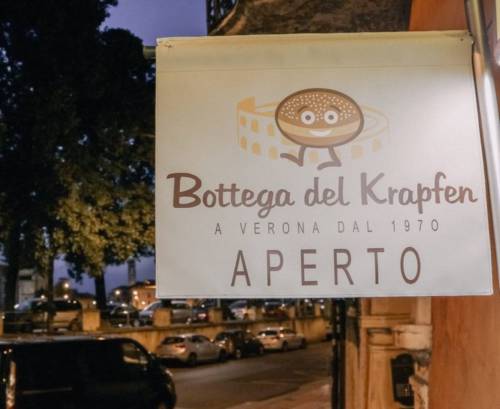 Bottega del Krapfen
A VERONA DAL 1970
APERTO